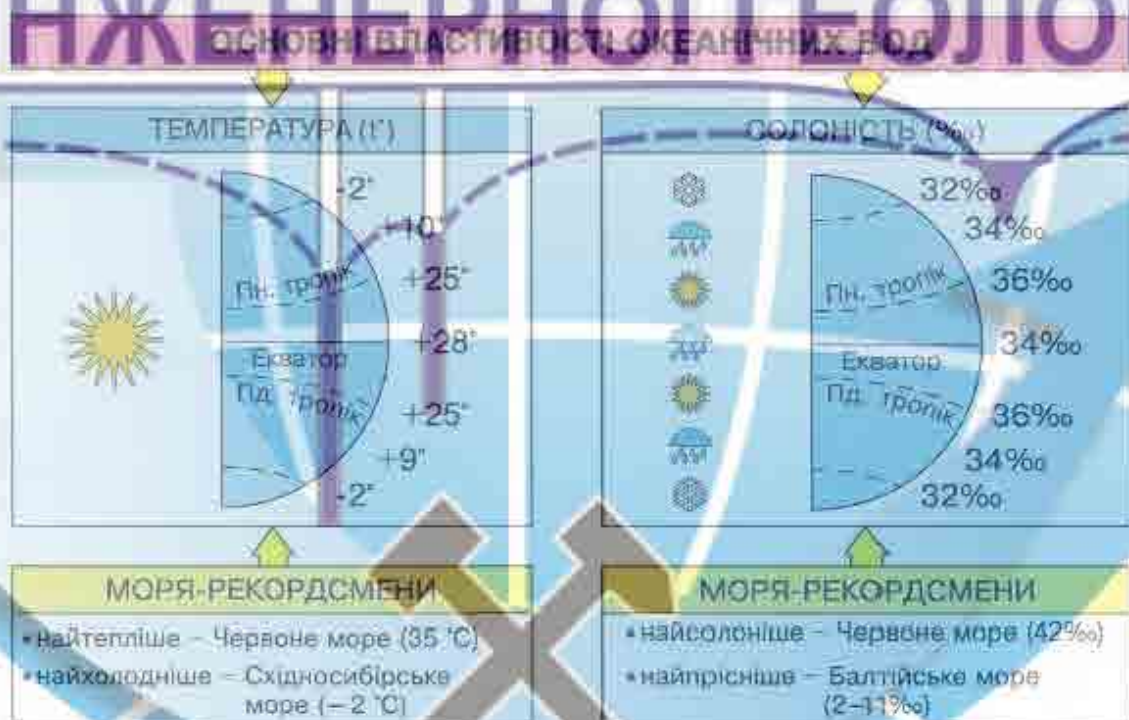 НЖЕНЕРНОЇ ГЕОЛО
ОСНОВНІ ВЛАСТИВОСТІ ОКЕАНІЧНИХ ВОД
ТЕМПЕРАТУРА (t°)
-2°
+10°
+25°
+28°
+25°
+9°
-2°
Пн. тропік
Екватор
Пд. тропік
МОРЯ-РЕКОРДСМЕНИ
• найтепліше – Червоне море (35 °C)
• найхолодніше – Східносибірське
море (– 2 °C)
СОЛОНІСТЬ (‰)
32‰
34‰
36‰
34‰
36‰
34‰
32‰
Пн. тропік
Екватор
Пд. тропік
МОРЯ-РЕКОРДСМЕНИ
• найсолоніше – Червоне море (42‰)
• найпрісніше – Балтійське море
(2–11‰)